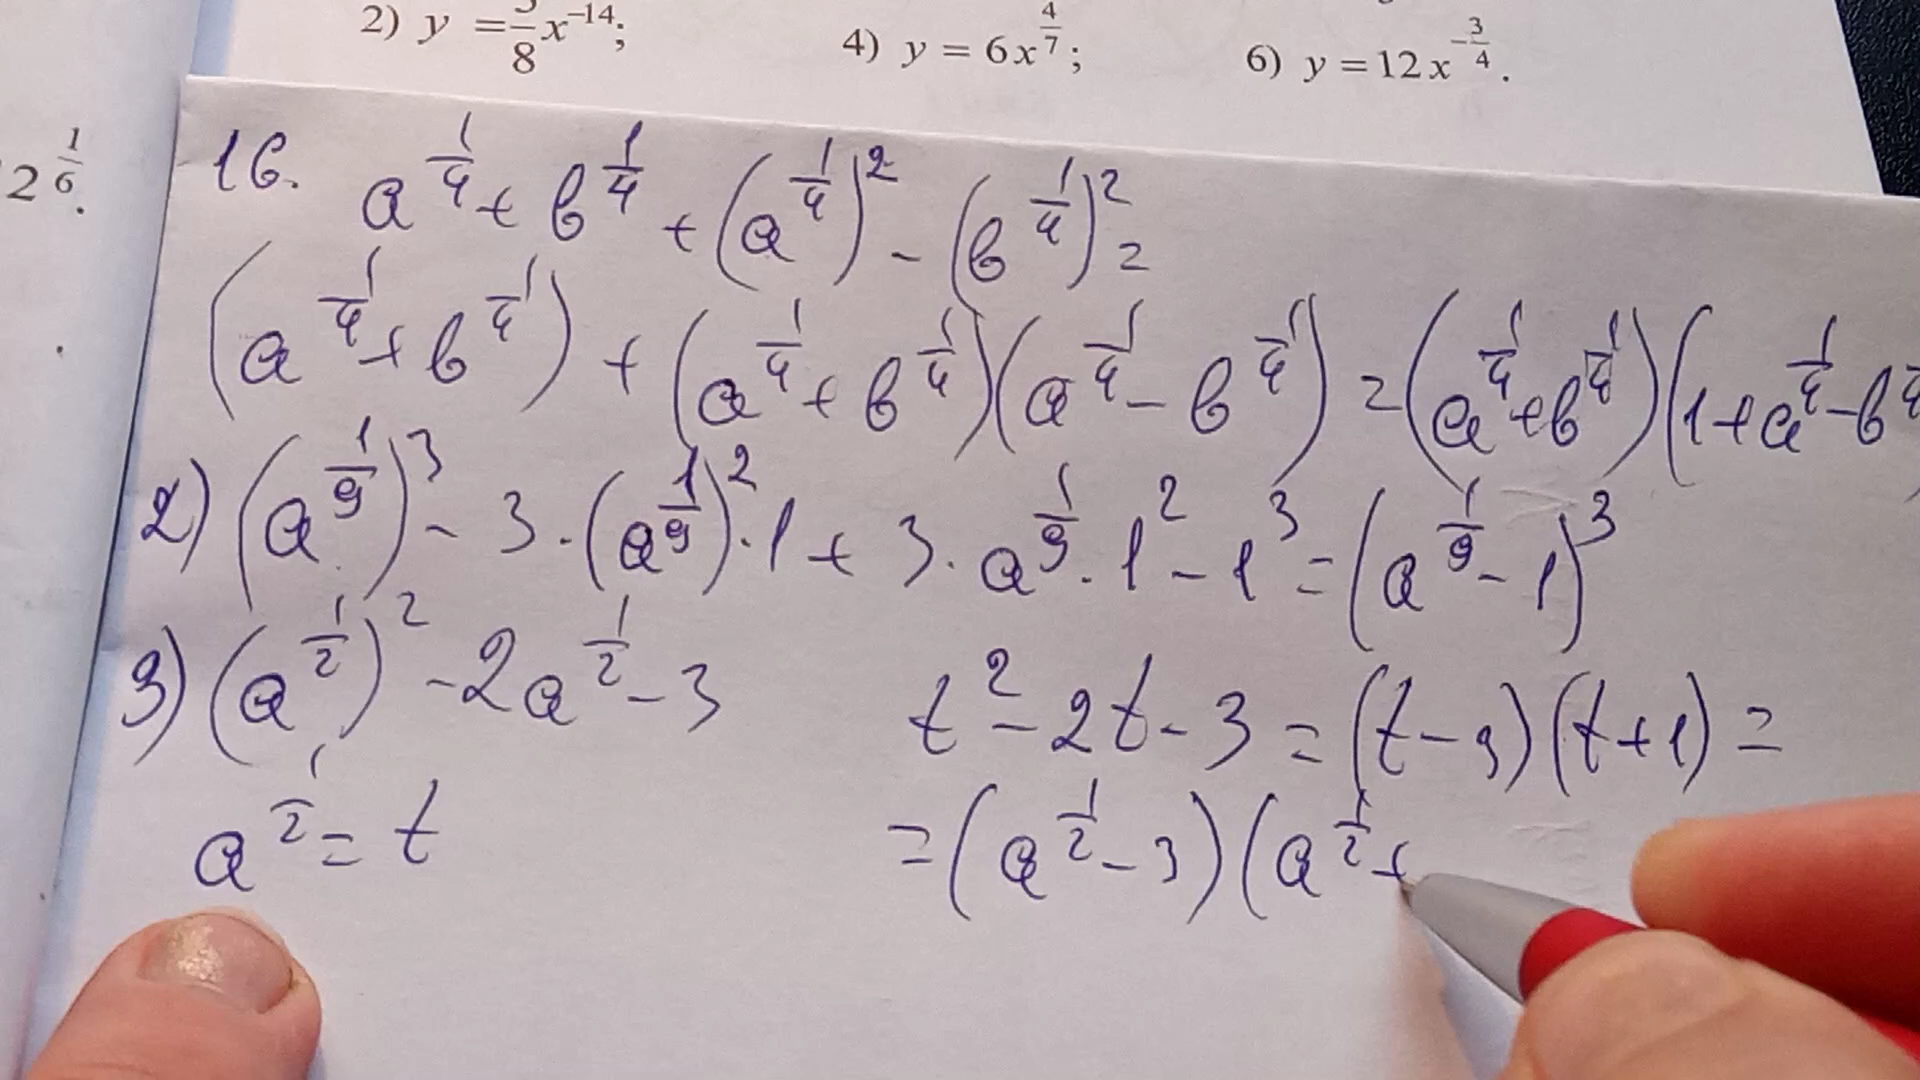 2) y = 5/8 x^{-14};
4) y = 6x^{4/7};
6) y = 12x^{-3/4}.
2^{1/6}.
16. a^{1/4} + b^{1/4} + (a^{1/4})^2 - (b^{1/4})^2 =
(a^{1/4} + b^{1/4}) + (a^{1/4} + b^{1/4})(a^{1/4} - b^{1/4}) = (a^{1/4} + b^{1/4})(1 + a^{1/4} - b
2) (a^{1/9})^3 - 3 · (a^{1/9})^2 · 1 + 3 · a^{1/9} · 1^2 - 1^3 = (a^{1/9} - 1)^3
3) (a^{1/2})^2 - 2a^{1/2} - 3
t^2 - 2t - 3 = (t - 3)(t + 1) =
a^{1/2} = t
= (a^{1/2} - 3)(a^{1/2} +